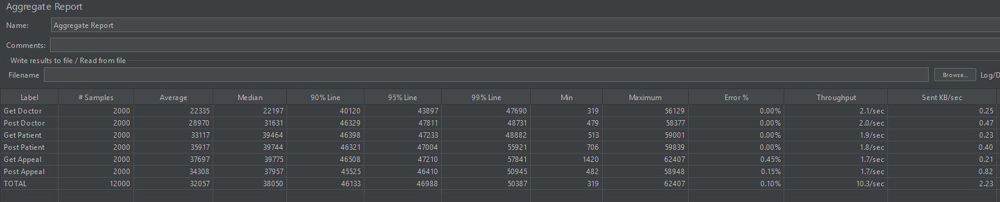 Aggregate Report
Name: Aggregate Report
Comments:
Write results to file / Read from file
Filename Browse... Log/D
Label # Samples Average Median 90% Line 95% Line 99% Line Min Maximum Error % Throughput Sent KB/sec
Get Doctor 2000 22335 22197 40120 43897 47690 319 56129 0.00% 2.1/sec 0.25
Post Doctor 2000 28970 31631 46329 47811 48731 479 58377 0.00% 2.0/sec 0.47
Get Patient 2000 33117 39464 46398 47233 48882 513 59001 0.00% 1.9/sec 0.23
Post Patient 2000 35917 39744 46321 47004 55921 706 59839 0.00% 1.8/sec 0.40
Get Appeal 2000 37697 39775 46508 47210 57841 1420 62407 0.45% 1.7/sec 0.21
Post Appeal 2000 34308 37957 45525 46410 50945 482 58948 0.15% 1.7/sec 0.82
TOTAL 12000 32057 38050 46133 46988 50387 319 62407 0.10% 10.3/sec 2.23